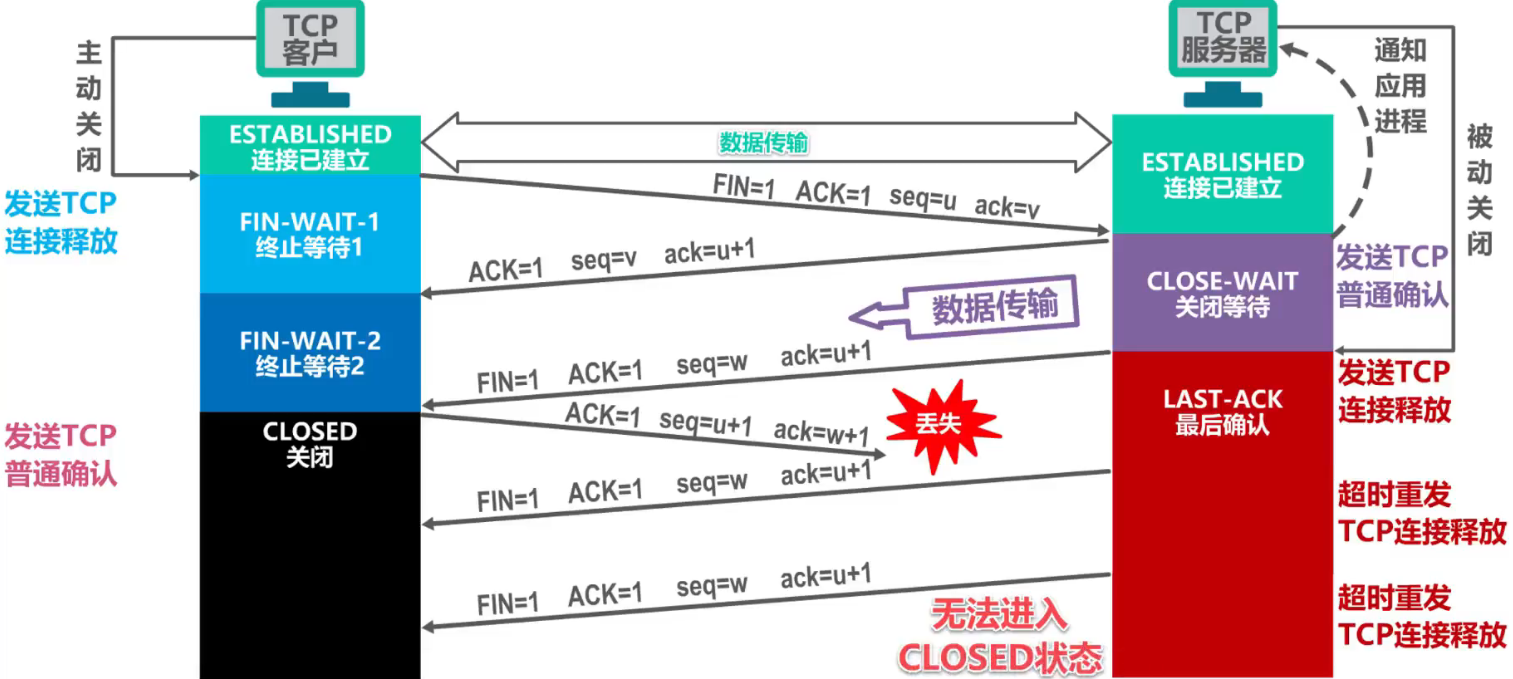 TCP
客户
TCP
服务器
主动关闭
通知
应用
进程
被动关闭
ESTABLISHED
连接已建立
数据传输
ESTABLISHED
连接已建立
发送TCP
连接释放
FIN-WAIT-1
终止等待1
FIN=1 ACK=1 seq=u ack=v
ACK=1 seq=v ack=u+1
CLOSE-WAIT
关闭等待
发送TCP
普通确认
数据传输
FIN-WAIT-2
终止等待2
FIN=1 ACK=1 seq=w ack=u+1
发送TCP
连接释放
LAST-ACK
最后确认
发送TCP
普通确认
CLOSED
关闭
ACK=1 seq=u+1 ack=w+1
丢失
FIN=1 ACK=1 seq=w ack=u+1
超时重发
TCP连接释放
FIN=1 ACK=1 seq=w ack=u+1
超时重发
TCP连接释放
无法进入
CLOSED状态